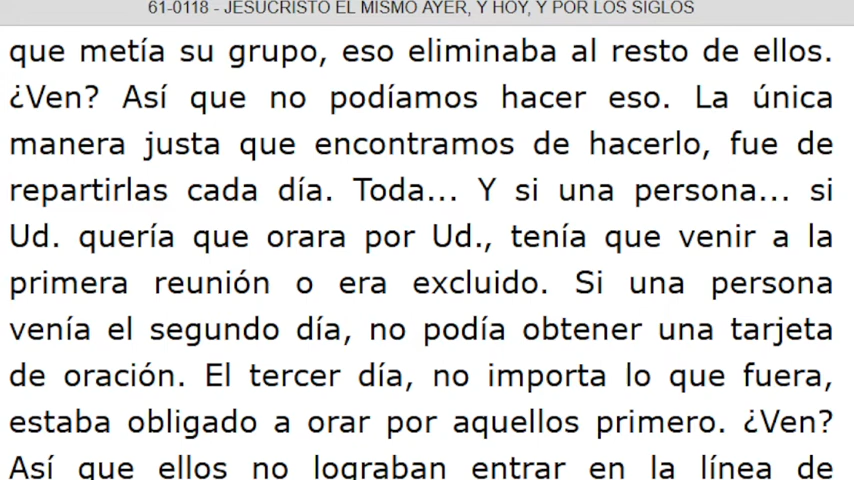 61-0118 - JESUCRISTO EL MISMO AYER, Y HOY, Y POR LOS SIGLOS
que metía su grupo, eso eliminaba al resto de ellos.
¿Ven? Así que no podíamos hacer eso. La única
manera justa que encontramos de hacerlo, fue de
repartirlas cada día. Toda... Y si una persona... si
Ud. quería que orara por Ud., tenía que venir a la
primera reunión o era excluido. Si una persona
venía el segundo día, no podía obtener una tarjeta
de oración. El tercer día, no importa lo que fuera,
estaba obligado a orar por aquellos primero. ¿Ven?
Así que ellos no lograban entrar en la línea de